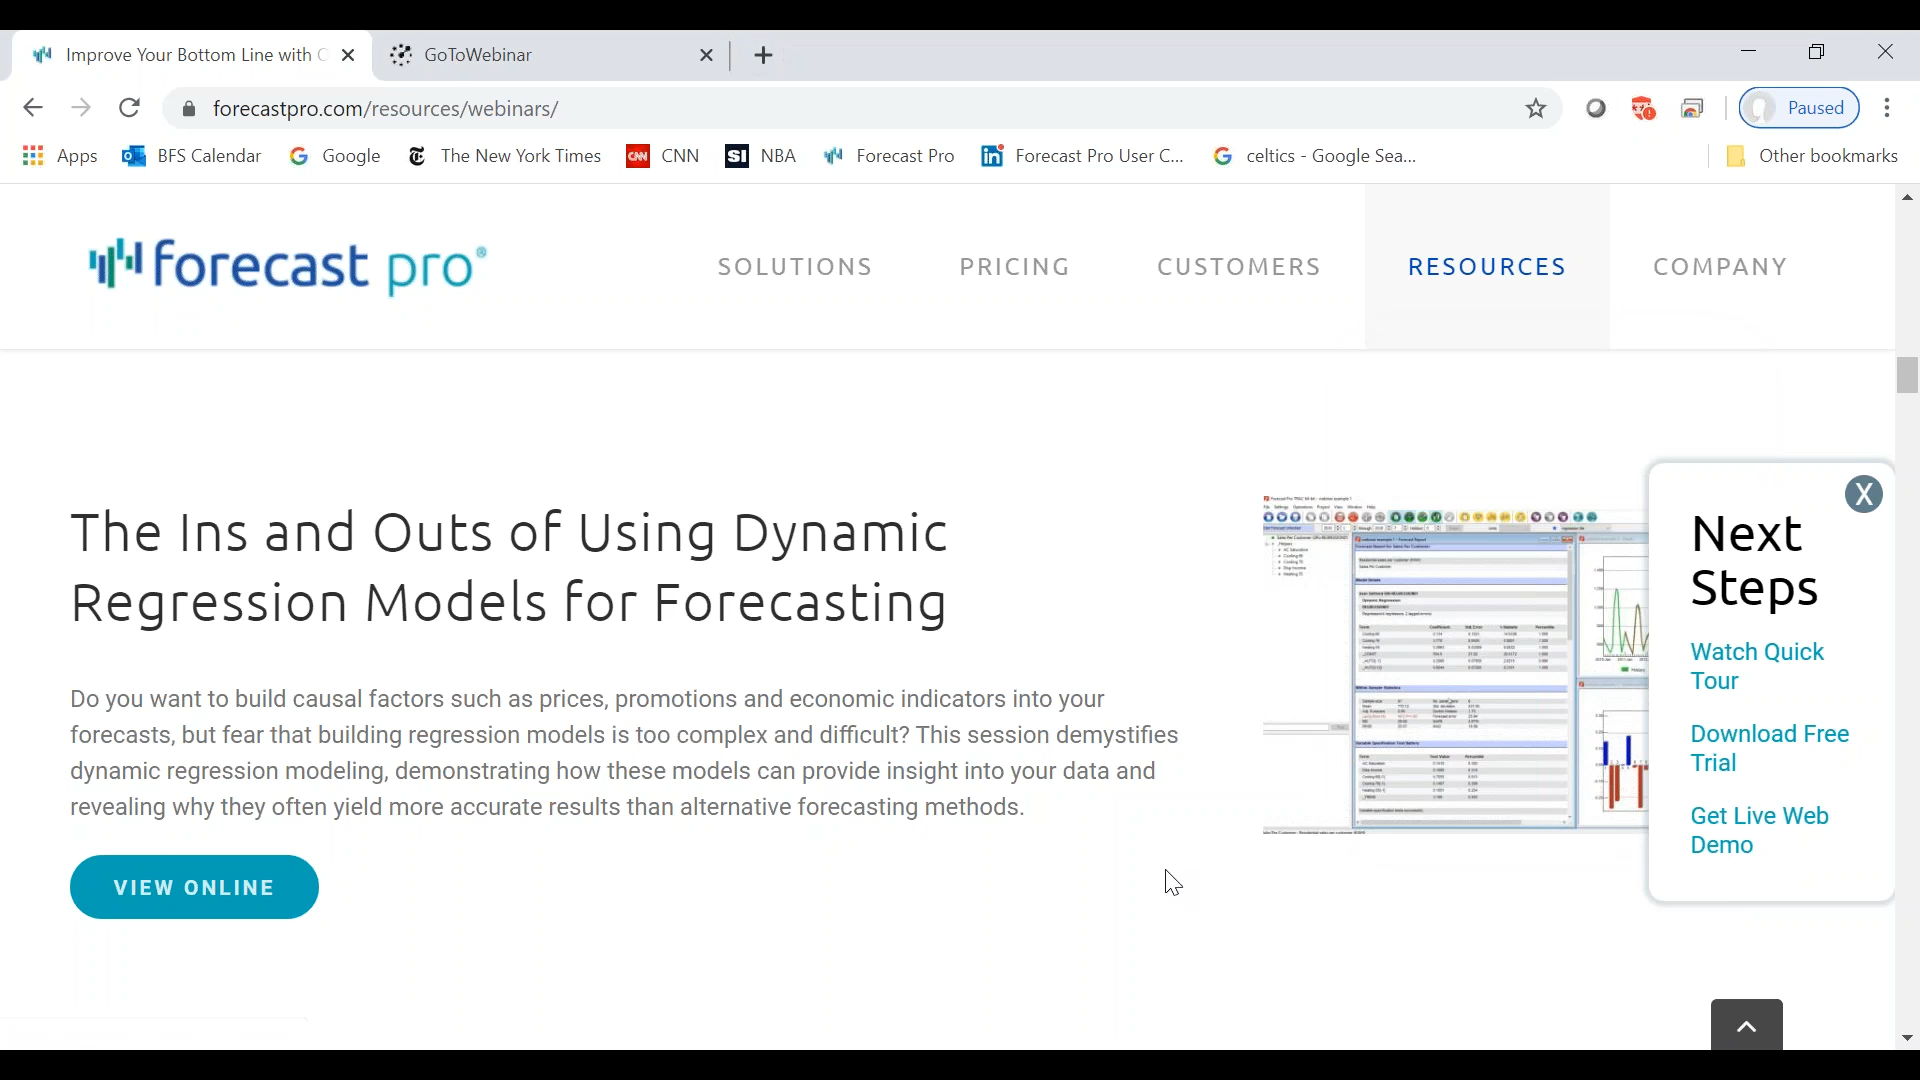 Improve Your Bottom Line with
GoToWebinar
forecastpro.com/resources/webinars/
Paused
Apps
BFS Calendar
Google
The New York Times
CNN
NBA
Forecast Pro
Forecast Pro User C...
celtics - Google Sea...
Other bookmarks
forecast pro®
SOLUTIONS
PRICING
CUSTOMERS
RESOURCES
COMPANY
The Ins and Outs of Using Dynamic
Regression Models for Forecasting
Do you want to build causal factors such as prices, promotions and economic indicators into your
forecasts, but fear that building regression models is too complex and difficult? This session demystifies
dynamic regression modeling, demonstrating how these models can provide insight into your data and
revealing why they often yield more accurate results than alternative forecasting methods.
VIEW ONLINE
X
Next
Steps
Watch Quick
Tour
Download Free
Trial
Get Live Web
Demo